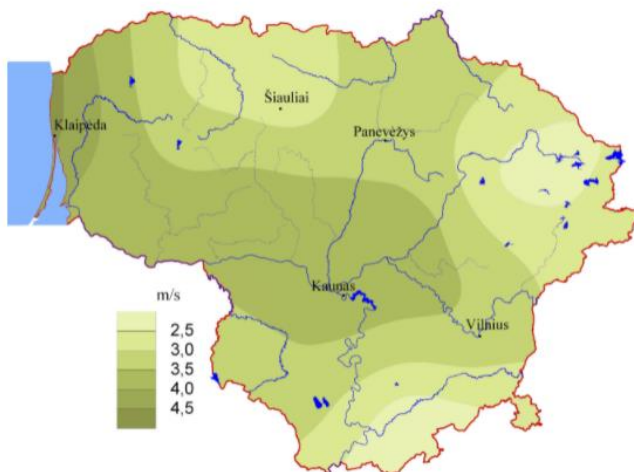 Šiauliai
Klaipėda
Panevėžys
Kaunas
Vilnius
m/s
2,5
3,0
3,5
4,0
4,5